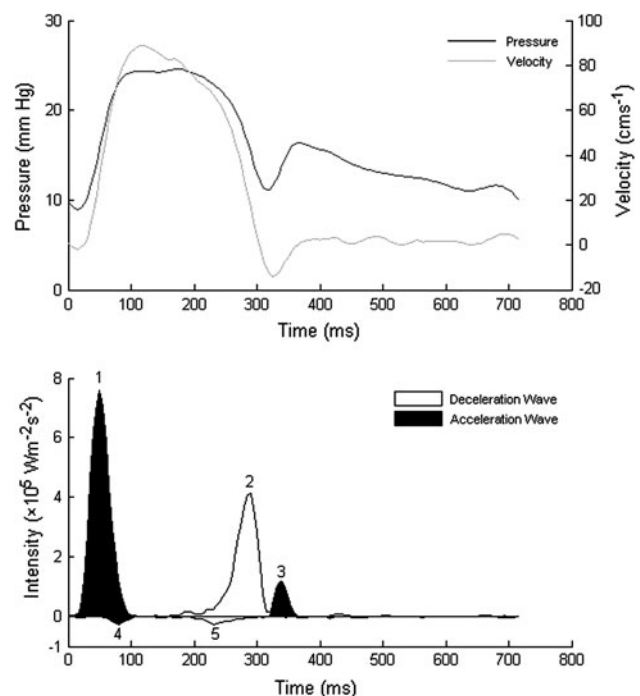 30
20
10
0
Pressure (mm Hg)
100
80
60
40
20
0
-20
Velocity (cms-1)
Pressure
Velocity
0 100 200 300 400 500 600 700 800
Time (ms)
8
6
4
2
0
-1
Intensity (×10⁵ Wm-2s-2)
1
2
3
4
5
Deceleration Wave
Acceleration Wave
0 100 200 300 400 500 600 700 800
Time (ms)